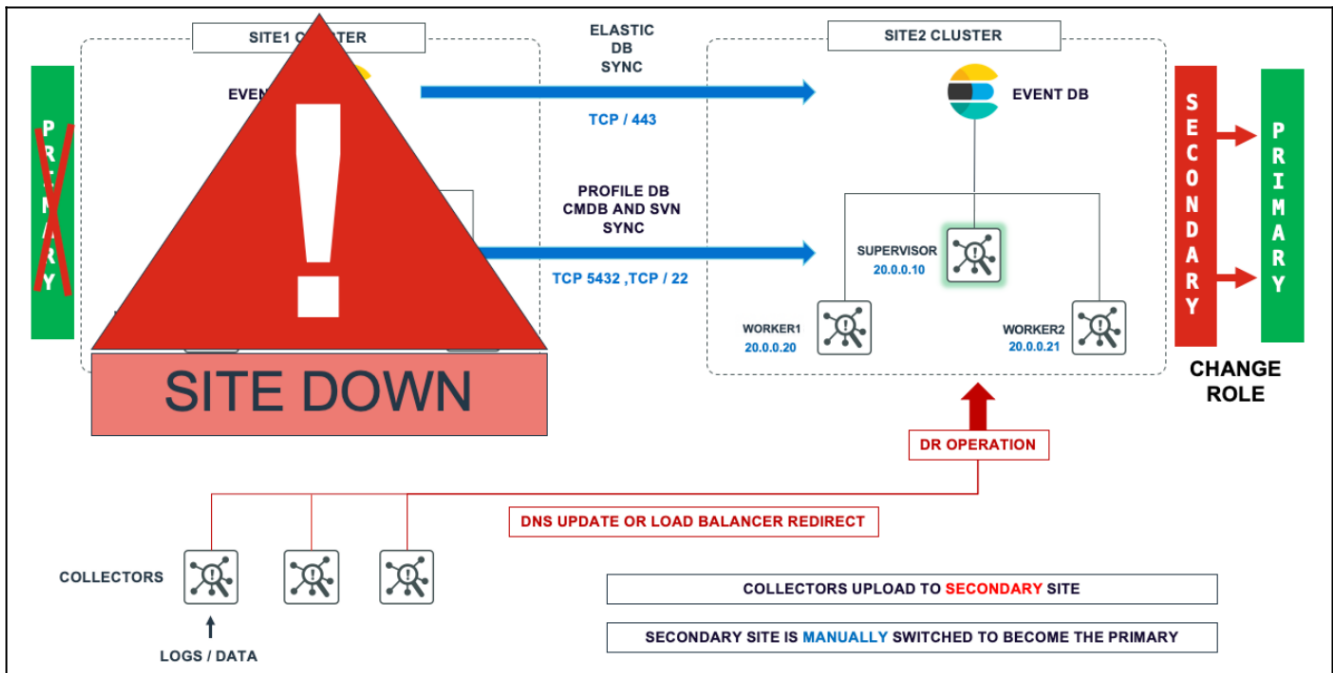 SITE1 CLUSTER
ELASTIC
DB
SYNC
SITE2 CLUSTER
EVENT DB
TCP / 443
PRIMARY
SECONDARY
PRIMARY
PROFILE DB
CMDB AND SVN
SYNC
SUPERVISOR
20.0.0.10
TCP 5432 ,TCP / 22
WORKER1
20.0.0.20
WORKER2
20.0.0.21
!
SITE DOWN
CHANGE
ROLE
DR OPERATION
DNS UPDATE OR LOAD BALANCER REDIRECT
COLLECTORS
LOGS / DATA
COLLECTORS UPLOAD TO SECONDARY SITE
SECONDARY SITE IS MANUALLY SWITCHED TO BECOME THE PRIMARY